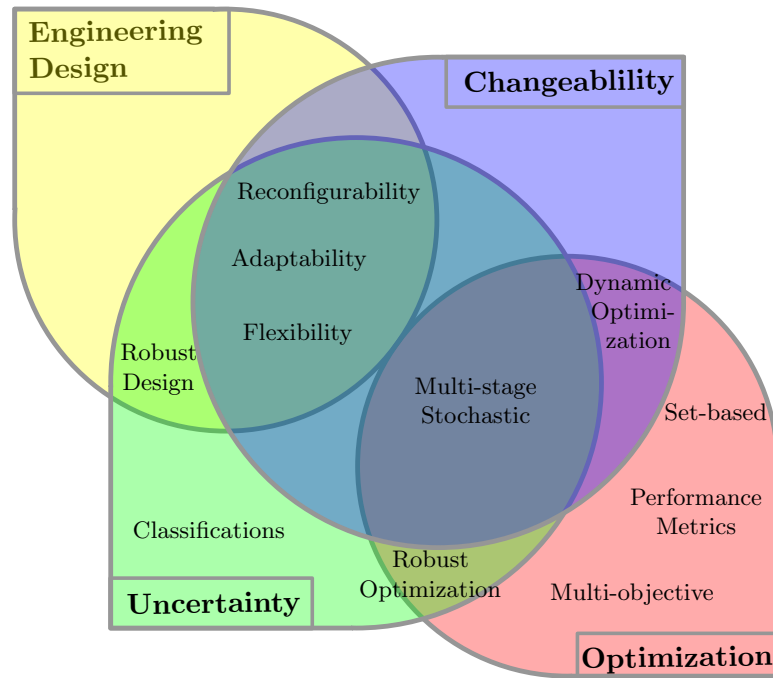 Engineering
Design
Changeablility
Reconfigurability
Adaptability
Flexibility
Dynamic
Optimi-
zation
Robust
Design
Multi-stage
Stochastic
Set-based
Performance
Metrics
Classifications
Robust
Optimization
Multi-objective
Uncertainty
Optimization